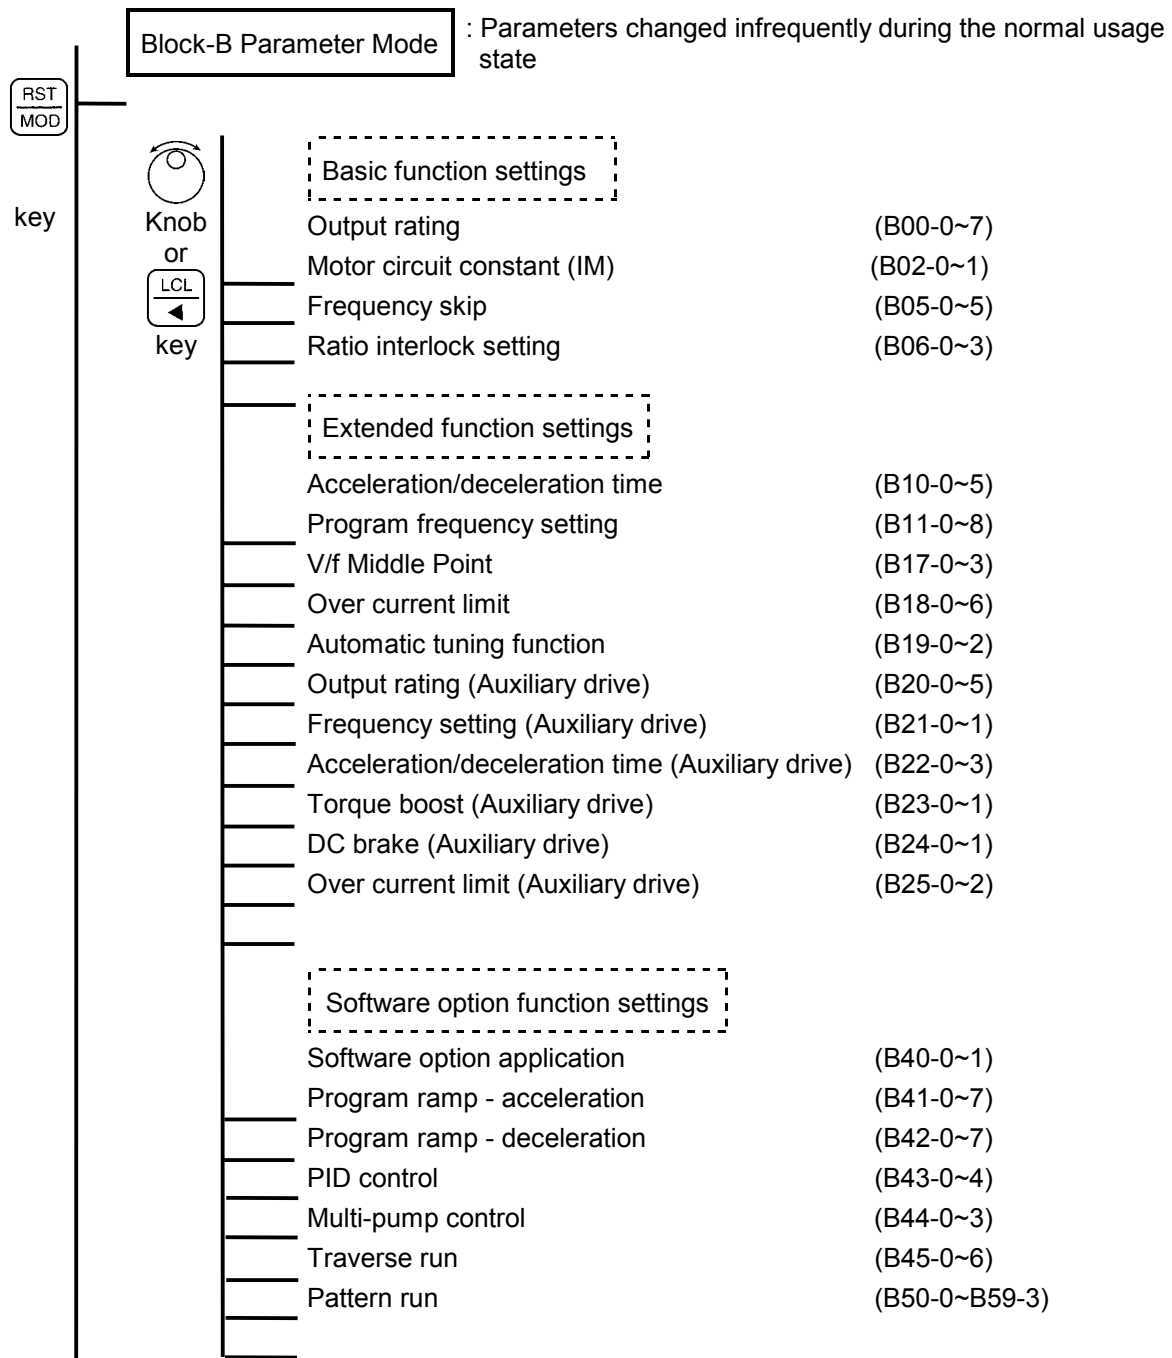 Block-B Parameter Mode : Parameters changed infrequently during the normal usage
state
RST
MOD
key
Knob
or
LCL
◀
key
Basic function settings
Output rating (B00-0~7)
Motor circuit constant (IM) (B02-0~1)
Frequency skip (B05-0~5)
Ratio interlock setting (B06-0~3)
Extended function settings
Acceleration/deceleration time (B10-0~5)
Program frequency setting (B11-0~8)
V/f Middle Point (B17-0~3)
Over current limit (B18-0~6)
Automatic tuning function (B19-0~2)
Output rating (Auxiliary drive) (B20-0~5)
Frequency setting (Auxiliary drive) (B21-0~1)
Acceleration/deceleration time (Auxiliary drive) (B22-0~3)
Torque boost (Auxiliary drive) (B23-0~1)
DC brake (Auxiliary drive) (B24-0~1)
Over current limit (Auxiliary drive) (B25-0~2)
Software option function settings
Software option application (B40-0~1)
Program ramp - acceleration (B41-0~7)
Program ramp - deceleration (B42-0~7)
PID control (B43-0~4)
Multi-pump control (B44-0~3)
Traverse run (B45-0~6)
Pattern run (B50-0~B59-3)